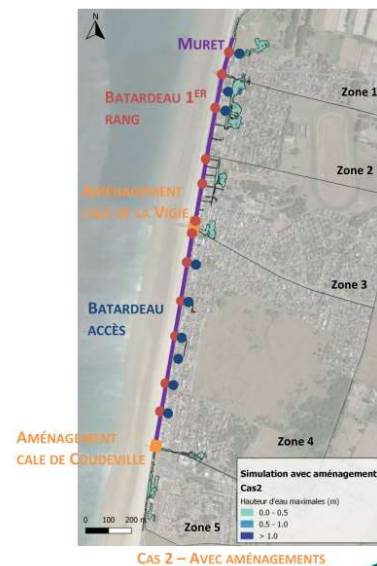 N
MURET
BATARDEAU 1ER
RANG
Zone 1
Zone 2
AMÉNAGEMENT
CALE DE LA VIGIE
Zone 3
BATARDEAU
ACCÈS
AMÉNAGEMENT
CALE DE COUDEVILLE
Zone 4
Simulation avec aménagement
Cas2
Hauteur d'eau maximales (m)
0.0 - 0.5
0.5 - 1.0
> 1.0
Zone 5
0 100 200 m
CAS 2 – AVEC AMÉNAGEMENTS